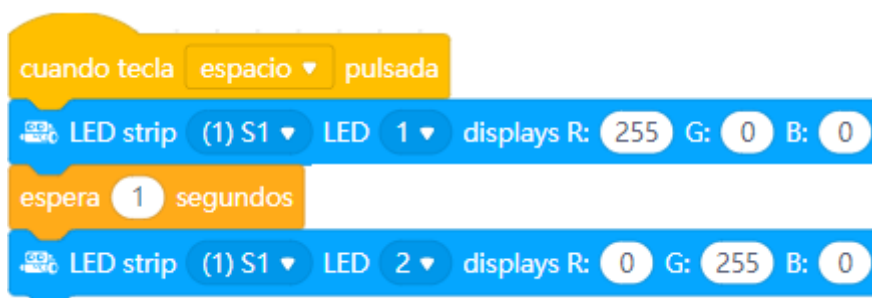 cuando tecla espacio pulsada
LED strip (1) S1 LED 1 displays R: 255 G: 0 B: 0
espera 1 segundos
LED strip (1) S1 LED 2 displays R: 0 G: 255 B: 0